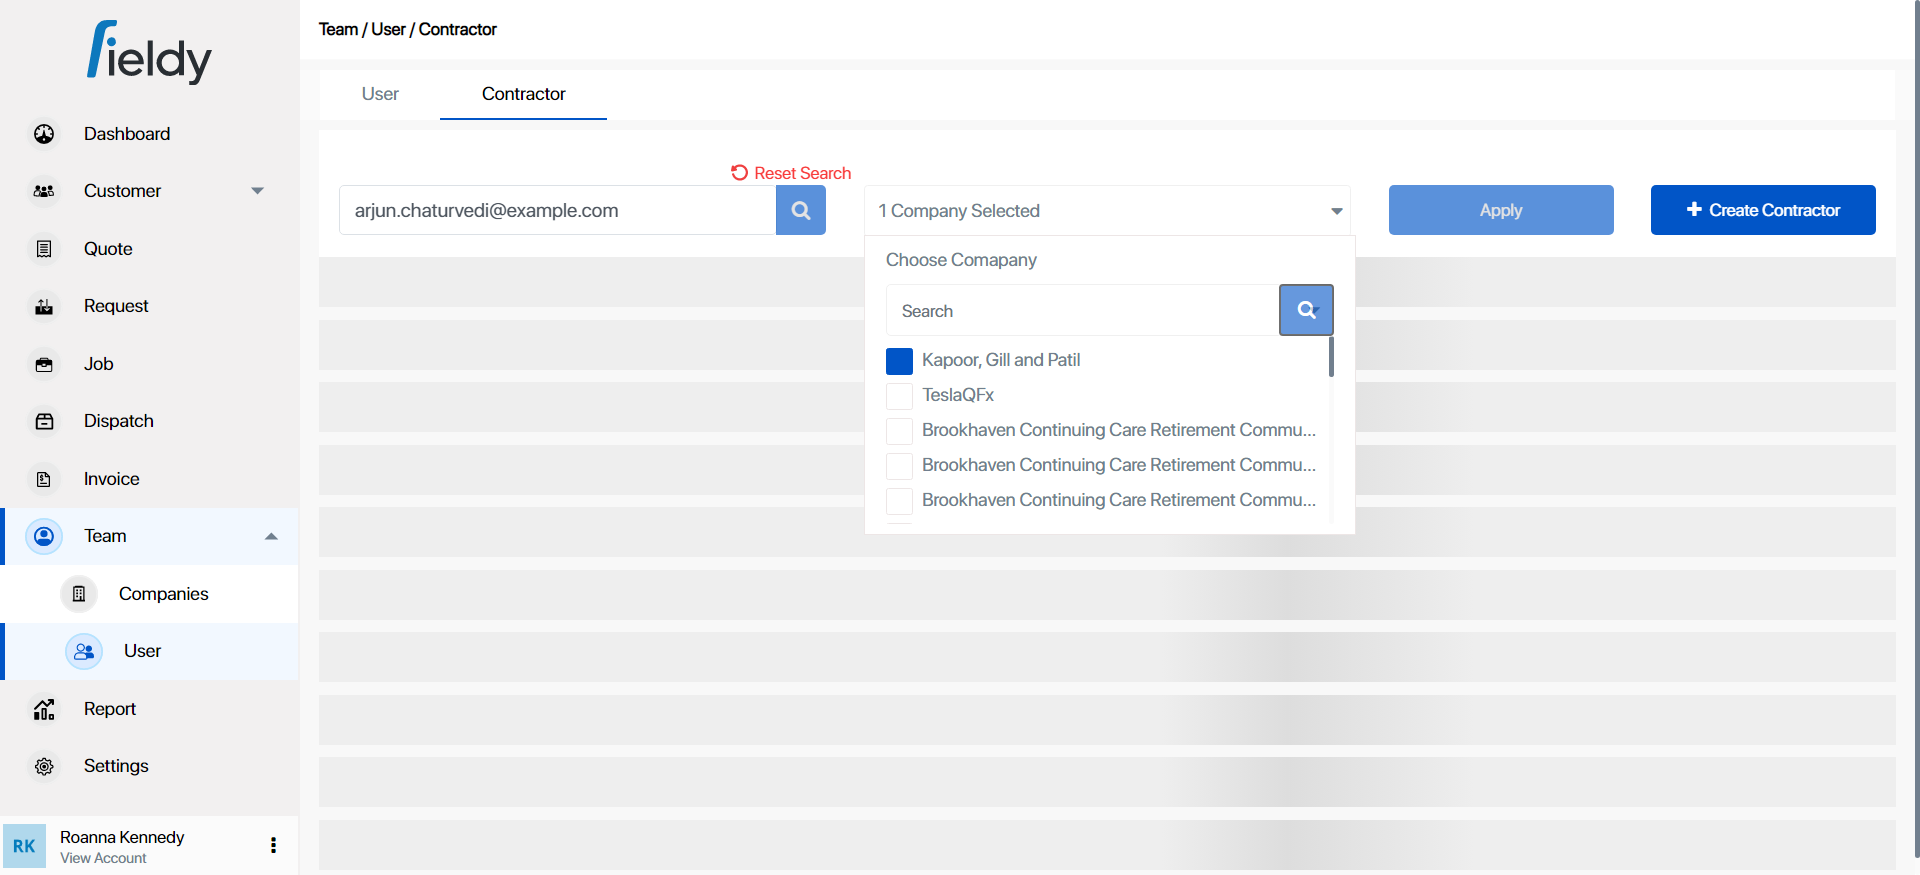 fieldy
Dashboard
Customer
Quote
Request
Job
Dispatch
Invoice
Team
Companies
User
Report
Settings
RK
Roanna Kennedy
View Account
Team / User / Contractor
User
Contractor
Reset Search
arjun.chaturvedi@example.com
1 Company Selected
Apply
Create Contractor
Choose Comapany
Search
Kapoor, Gill and Patil
TeslaQFx
Brookhaven Continuing Care Retirement Commu...
Brookhaven Continuing Care Retirement Commu...
Brookhaven Continuing Care Retirement Commu...